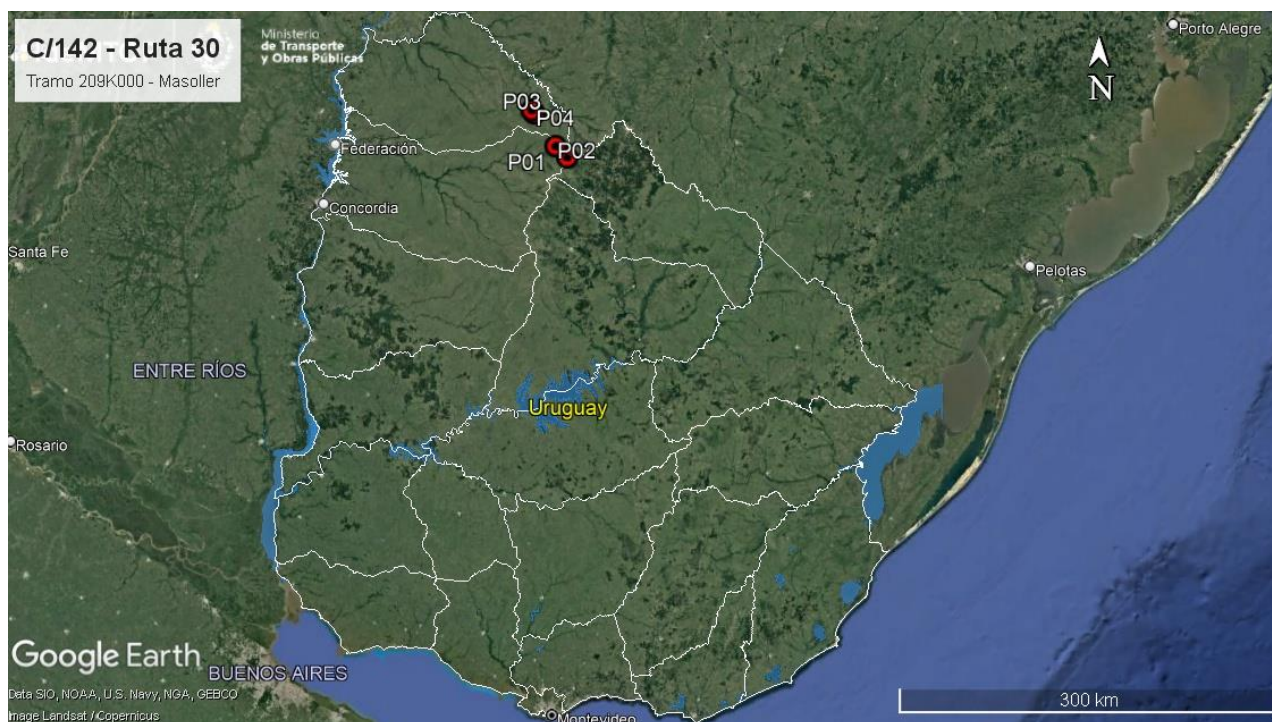 C/142 - Ruta 30
Tramo 209K000 - Masoller
Ministerio
de Transporte
y Obras Públicas
Porto Alegre
N
P03
P04
Federación
P01
P02
Concordia
Santa Fe
Pelotas
ENTRE RÍOS
Uruguay
Rosario
Google Earth
BUENOS AIRES
Data SIO, NOAA, U.S. Navy, NGA, GEBCO
Image Landsat / Copernicus
Montevideo
300 km